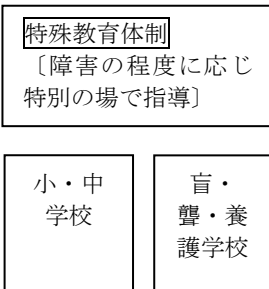 特殊教育体制
〔障害の程度に応じ
特別の場で指導〕
小・中
学校
盲・
聾・養
護学校